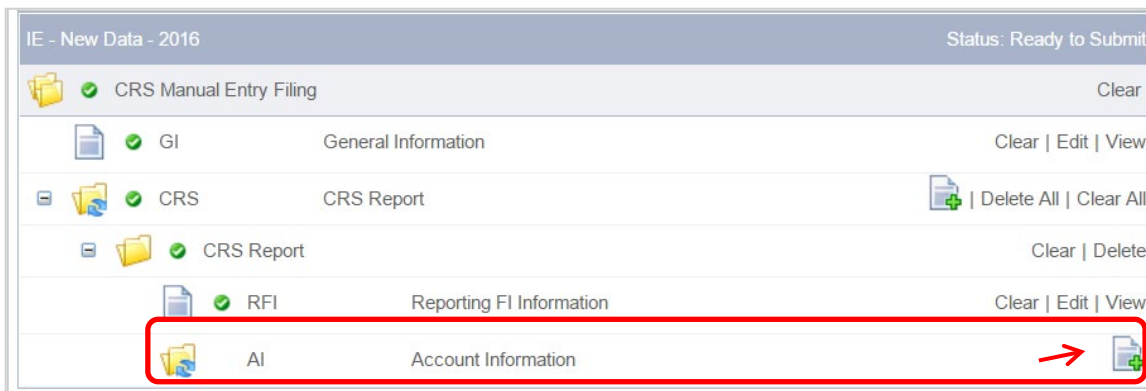 IE - New Data - 2016 Status: Ready to Submit
CRS Manual Entry Filing Clear
GI General Information Clear | Edit | View
CRS CRS Report | Delete All | Clear All
CRS Report Clear | Delete
RFI Reporting FI Information Clear | Edit | View
AI Account Information